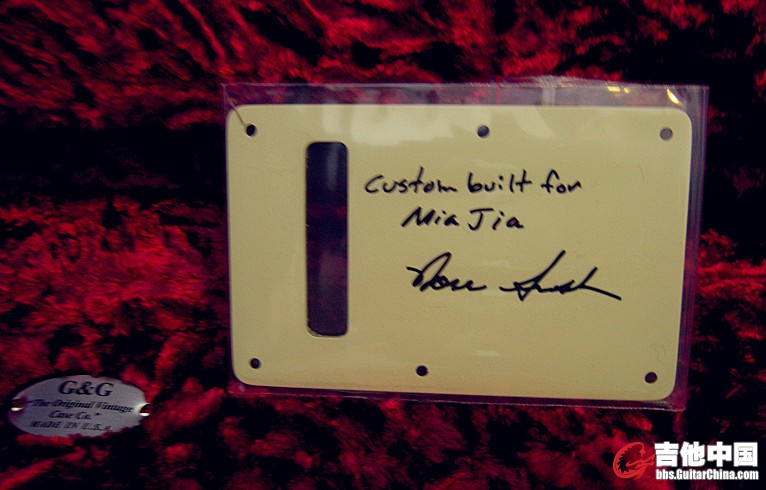 Custom built for
Mia Jia
G&G
"The Original Vintage
Case Co."
MADE IN U.S.A.
吉他中国
bbs.GuitarChina.com